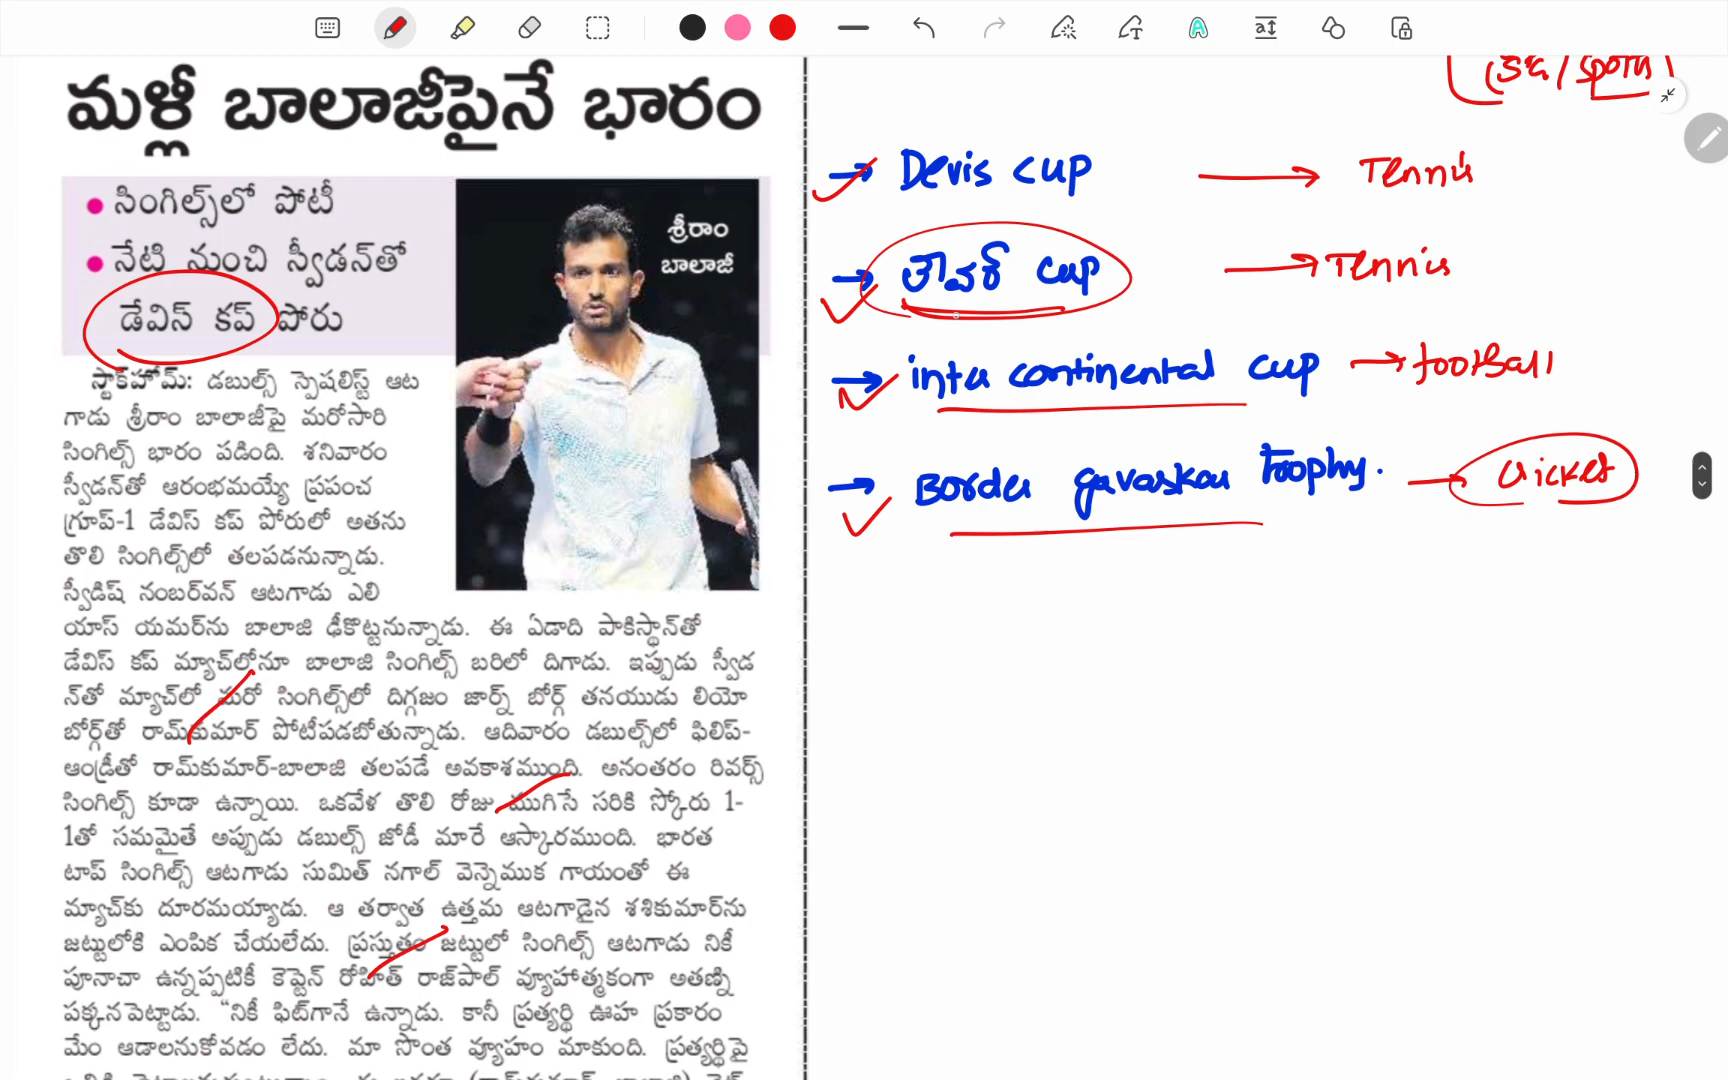 మళ్లీ బాలాజీపైనే భారం
• సింగిల్స్‌లో పోటీ
• నేటి నుంచి స్వీడన్‌తో
డేవిస్ కప్ పోరు
శ్రీరాం
బాలాజీ
స్టాక్‌హోమ్: డబుల్స్ స్పెషలిస్ట్ ఆట
గాడు శ్రీరాం బాలాజీపై మరోసారి
సింగిల్స్ భారం పడింది. శనివారం
స్వీడన్‌తో ఆరంభమయ్యే ప్రపంచ
గ్రూప్-1 డేవిస్ కప్ పోరులో అతను
తొలి సింగిల్స్‌లో తలపడనున్నాడు.
స్వీడిష్ నంబర్‌వన్ ఆటగాడు ఎలి
యాస్ యమర్‌ను బాలాజి ఢీకొట్టనున్నాడు. ఈ ఏడాది పాకిస్థాన్‌తో
డేవిస్ కప్ మ్యాచ్‌లోనూ బాలాజి సింగిల్స్ బరిలో దిగాడు. ఇప్పుడు స్వీడ
న్‌తో మ్యాచ్‌లో మరో సింగిల్స్‌లో దిగ్గజం జార్న్ బోర్గ్ తనయుడు లియో
బోర్గ్‌తో రామ్‌కుమార్ పోటీపడబోతున్నాడు. ఆదివారం డబుల్స్‌లో ఫిలిప్-
ఆండ్రీతో రామ్‌కుమార్-బాలాజి తలపడే అవకాశముంది. అనంతరం రివర్స్
సింగిల్స్ కూడా ఉన్నాయి. ఒకవేళ తొలి రోజు ముగిసే సరికి స్కోరు 1-
1తో సమమైతే అప్పుడు డబుల్స్ జోడీ మారే ఆస్కారముంది. భారత
టాప్ సింగిల్స్ ఆటగాడు సుమిత్ నగాల్ వెన్నెముక గాయంతో ఈ
మ్యాచ్‌కు దూరమయ్యాడు. ఆ తర్వాత ఉత్తమ ఆటగాడైన శశికుమార్‌ను
జట్టులోకి ఎంపిక చేయలేదు. ప్రస్తుతం జట్టులో సింగిల్స్ ఆటగాడు నికీ
పూనాచా ఉన్నప్పటికీ కెప్టెన్ రోహిత్ రాజ్‌పాల్ వ్యూహాత్మకంగా అతణ్ని
పక్కనపెట్టాడు. “నికీ ఫిట్‌గానే ఉన్నాడు. కానీ ప్రత్యర్థి ఊహ ప్రకారం
మేం ఆడాలనుకోవడం లేదు. మా సొంత వ్యూహం మాకుంది. ప్రత్యర్థిపై
→ Devis cup → Tennis
→ లేవర్ cup → Tennis
→ inter continental cup → football
→ Border gavaskar trophy. → cricket